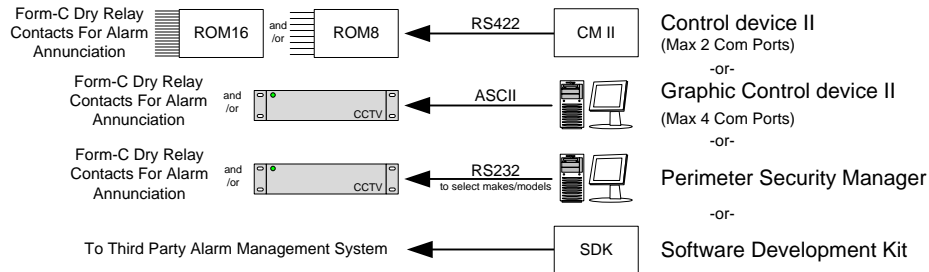 Form-C Dry Relay
Contacts For Alarm
Annunciation
ROM16
and
/or
ROM8
RS422
CM II
Control device II
(Max 2 Com Ports)
-or-
Form-C Dry Relay
Contacts For Alarm
Annunciation
and
/or
CCTV
ASCII
Graphic Control device II
(Max 4 Com Ports)
-or-
Form-C Dry Relay
Contacts For Alarm
Annunciation
and
/or
CCTV
RS232
to select makes/models
Perimeter Security Manager
-or-
To Third Party Alarm Management System
SDK
Software Development Kit